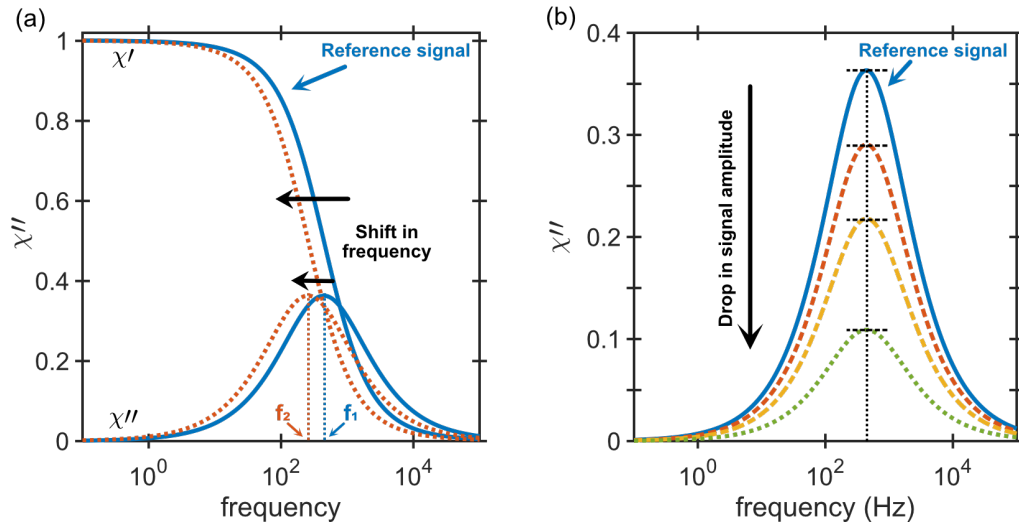 (a)
1
0.8
0.6
0.4
0.2
0
χ′
χ″
χ″
Reference signal
Shift in
frequency
f₂
f₁
10⁰
10²
10⁴
frequency
(b)
0.4
0.3
0.2
0.1
0
χ″
Drop in signal amplitude
Reference signal
10⁰
10²
10⁴
frequency (Hz)